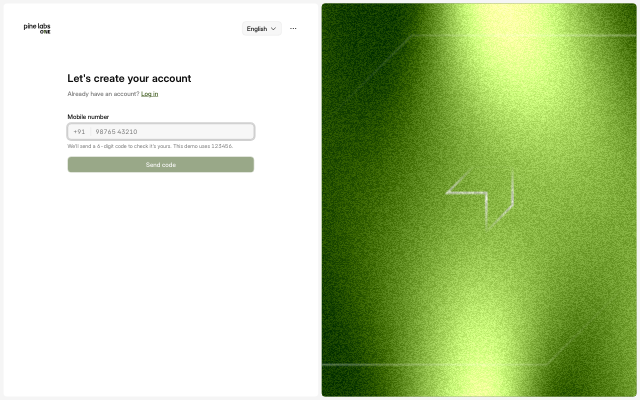 pine labs
ONE
English
Let's create your account
Already have an account? Log in
Mobile number
+91 98765 43210
We'll send a 6-digit code to check it's yours. This demo uses 123456.
Send code